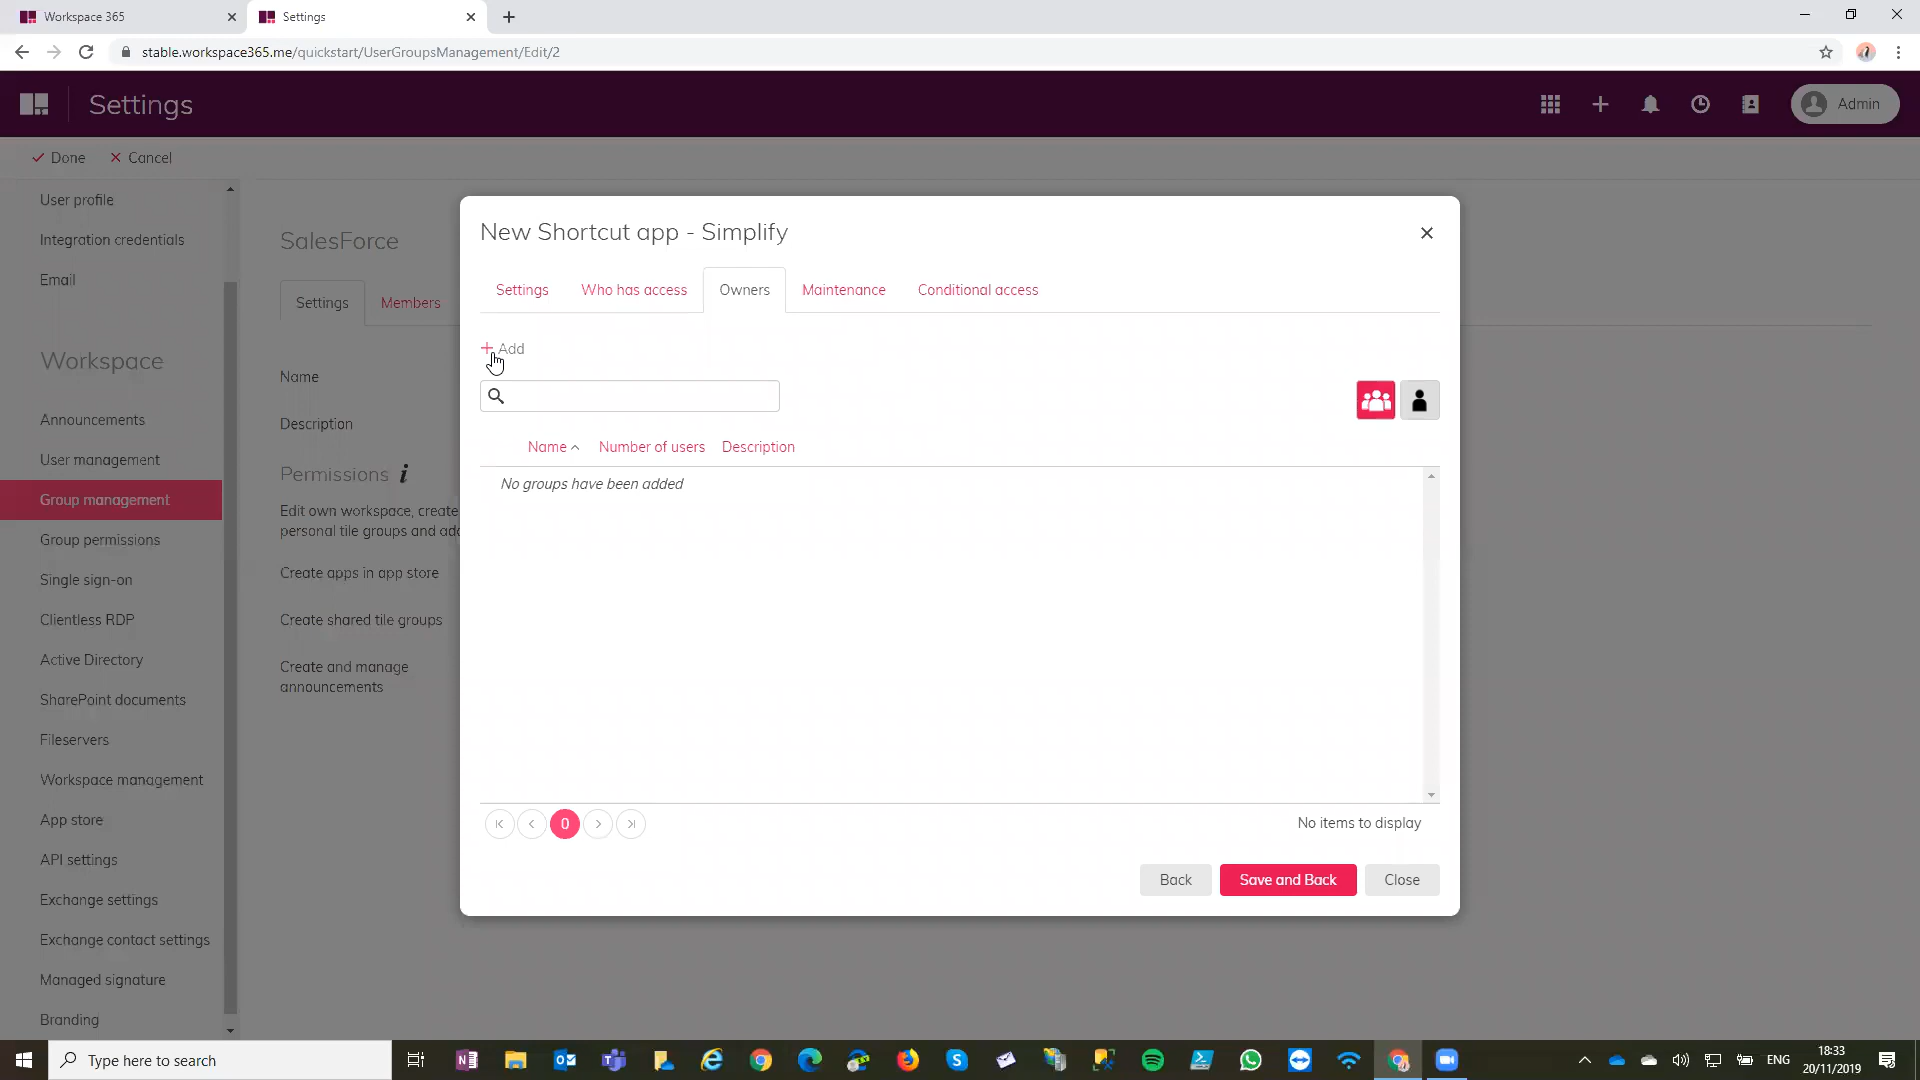 Workspace 365
Settings
stable.workspace365.me/quickstart/UserGroupsManagement/Edit/2
Settings
Admin
Done
Cancel
User profile
Integration credentials
Email
Workspace
Announcements
User management
Group management
Group permissions
Single sign-on
Clientless RDP
Active Directory
SharePoint documents
Fileservers
Workspace management
App store
API settings
Exchange settings
Exchange contact settings
Managed signature
Branding
SalesForce
Settings
Members
Name
Description
Permissions i
Edit own workspace, create
personal tile groups and add
Create apps in app store
Create shared tile groups
Create and manage
announcements
New Shortcut app - Simplify
Settings
Who has access
Owners
Maintenance
Conditional access
Add
Name
Number of users
Description
No groups have been added
0
No items to display
Back
Save and Back
Close
Type here to search
ENG
18:33
20/11/2019